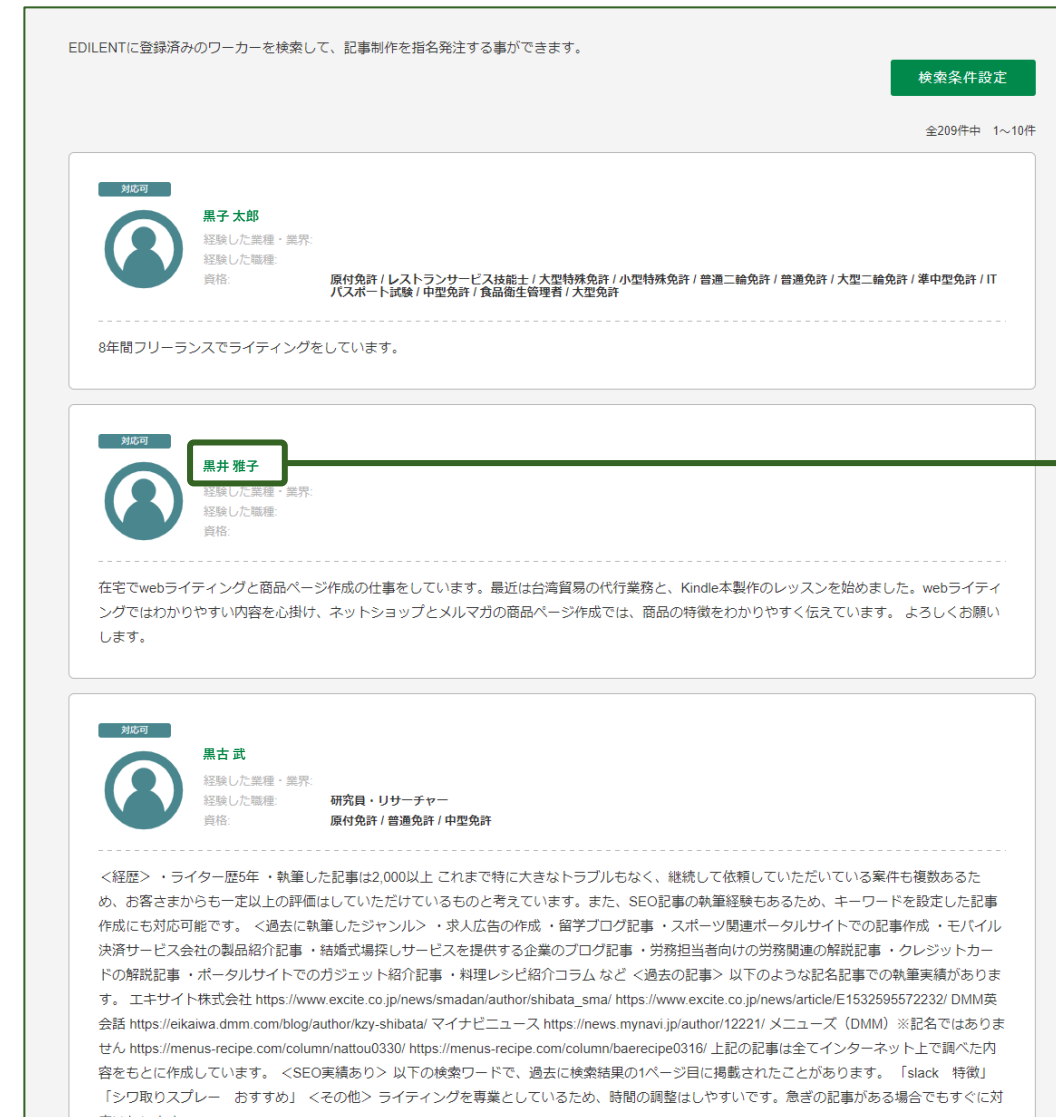 EDILENTに登録済みのワーカーを検索して、記事制作を指名発注する事ができます。
検索条件設定
全209件中 1～10件
対応可
黒子 太郎
経験した業種・業界:
経験した職種:
資格: 原付免許 / レストランサービス技能士 / 大型特殊免許 / 小型特殊免許 / 普通二輪免許 / 普通免許 / 大型二輪免許 / 準中型免許 / IT
パスポート試験 / 中型免許 / 食品衛生管理者 / 大型免許
8年間フリーランスでライティングをしています。
対応可
黒井 雅子
経験した業種・業界:
経験した職種:
資格:
在宅でwebライティングと商品ページ作成の仕事をしています。最近は台湾貿易の代行業務と、Kindle本製作のレッスンを始めました。webライティ
ングではわかりやすい内容を心掛け、ネットショップとメルマガの商品ページ作成では、商品の特徴をわかりやすく伝えています。 よろしくお願い
します。
対応可
黒古 武
経験した業種・業界:
経験した職種: 研究員・リサーチャー
資格: 原付免許 / 普通免許 / 中型免許
＜経歴＞ ・ライター歴5年 ・執筆した記事は2,000以上 これまで特に大きなトラブルもなく、継続して依頼していただいている案件も複数あるた
め、お客さまからも一定以上の評価はしていただけているものと考えています。また、SEO記事の執筆経験もあるため、キーワードを設定した記事
作成にも対応可能です。 ＜過去に執筆したジャンル＞ ・求人広告の作成 ・留学ブログ記事 ・スポーツ関連ポータルサイトでの記事作成 ・モバイル
決済サービス会社の製品紹介記事 ・結婚式場探しサービスを提供する企業のブログ記事 ・労務担当者向けの労務関連の解説記事 ・クレジットカー
ドの解説記事 ・ポータルサイトでのガジェット紹介記事 ・料理レシピ紹介コラム など ＜過去の記事＞ 以下のような記名記事での執筆実績がありま
す。 エキサイト株式会社 https://www.excite.co.jp/news/smadan/author/shibata_sma/ https://www.excite.co.jp/news/article/E1532595572232/ DMM英
会話 https://eikaiwa.dmm.com/blog/author/kzy-shibata/ マイナビニュース https://news.mynavi.jp/author/12221/ メニューズ（DMM）※記名ではありま
せん https://menus-recipe.com/column/nattou0330/ https://menus-recipe.com/column/baerecipe0316/ 上記の記事は全てインターネット上で調べた内
容をもとに作成しています。 ＜SEO実績あり＞ 以下の検索ワードで、過去に検索結果の1ページ目に掲載されたことがあります。 「slack 特徴」
「シワ取りスプレー おすすめ」 ＜その他＞ ライティングを専業としているため、時間の調整はしやすいです。急ぎの記事がある場合でもすぐに対